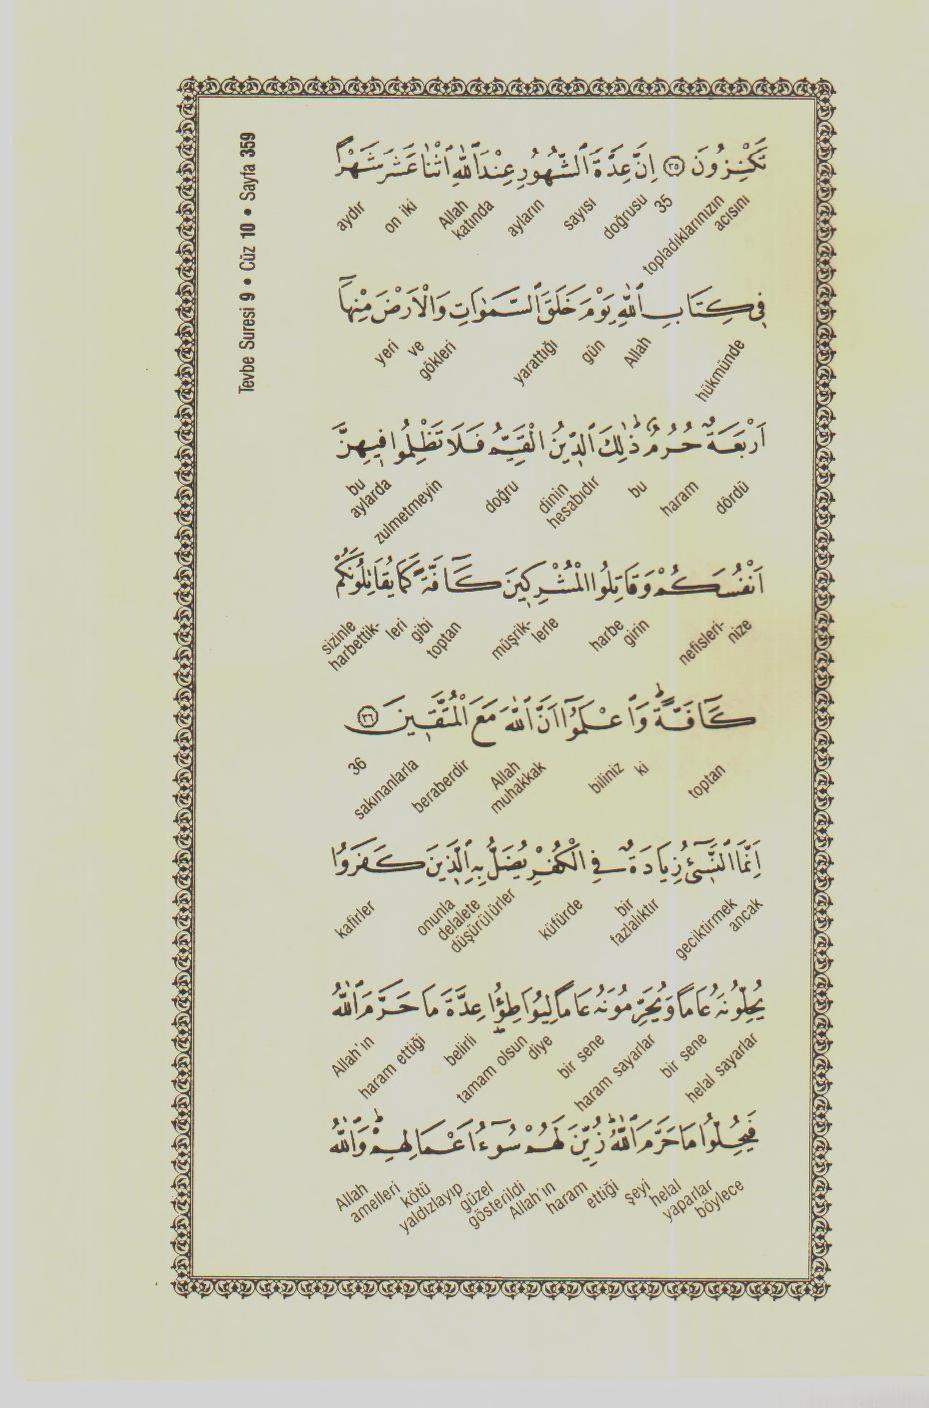 Tevbe Suresi 9 • Cüz 10 • Sayfa 359
تَكْنِزُونَ ﴿٣٥﴾ اِنَّ عِدَّةَ الشُّهُورِ عِنْدَ اللّٰهِ اثْنَا عَشَرَ شَهْرًا
topladıklarınızın acısını 35 doğrusu sayısı ayların Allah katında on iki aydır
فِى كِتَابِ اللّٰهِ يَوْمَ خَلَقَ السَّمٰوَاتِ وَالْاَرْضَ مِنْهَٓا
hükmünde Allah gün yarattığı gökleri ve yeri
اَرْبَعَةٌ حُرُمٌۜ ذٰلِكَ الدّ۪ينُ الْقَيِّمُ فَلَا تَظْلِمُوا ف۪يهِنَّ
dördü haram bu dinin hesabıdır doğru zulmetmeyin bu aylarda
اَنْفُسَكُمْ وَقَاتِلُوا الْمُشْرِك۪ينَ كَٓافَّةً كَمَا يُقَاتِلُونَكُمْ
nefisleri- nize harbe girin müşrik- lerle toptan gibi leri sizinle harbettik-
كَٓافَّةًۜ وَاعْلَمُٓوا اَنَّ اللّٰهَ مَعَ الْمُتَّق۪ينَ ﴿٣٦﴾
toptan ki biliniz Allah muhakkak beraberdir sakınanlarla 36
اِنَّمَا النَّس۪ٓيءُ زِيَادَةٌ فِي الْكُفْرِ يُضَلُّ بِهِ الَّذ۪ينَ كَفَرُوا
ancak geciktirmek bir fazlalıktır küfürde onunla delalete düşürülürler kafirler
يُحِلُّونَهُ عَامًا وَيُحَرِّمُونَهُ عَامًا لِيُوَاطِؤُ۫ا عِدَّةَ مَا حَرَّمَ اللّٰهُ
helal sayarlar bir sene haram sayarlar bir sene diye tamam olsun belirli haram ettiği Allah'ın
فَيُحِلُّوا مَا حَرَّمَ اللّٰهُۜ زُيِّنَ لَهُمْ سُٓوءُ اَعْمَالِهِمْۜ وَاللّٰهُ
böylece yaparlar helal şeyi ettiği haram Allah'ın gösterildi güzel yaldızlayıp kötü amelleri Allah